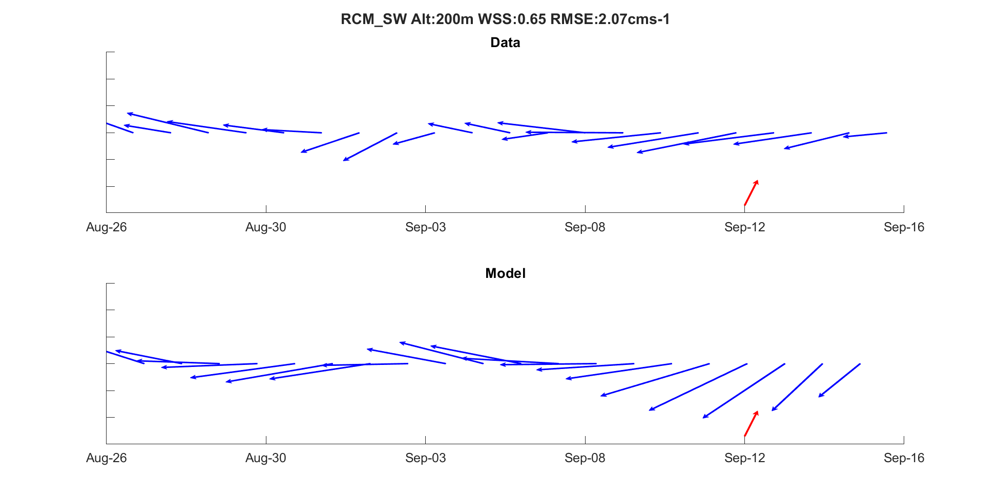 RCM_SW Alt:200m WSS:0.65 RMSE:2.07cms-1
Data
Aug-26 Aug-30 Sep-03 Sep-08 Sep-12 Sep-16
Model
Aug-26 Aug-30 Sep-03 Sep-08 Sep-12 Sep-16